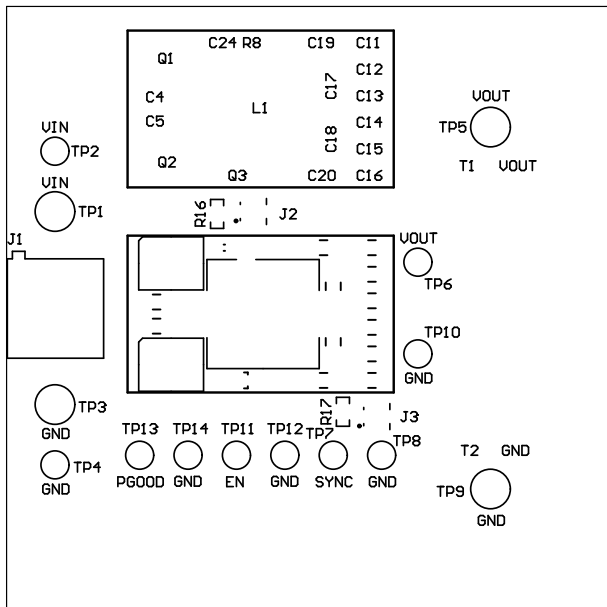 C24 R8 C19 C11
Q1
C12
C17
C4 C13
L1
C5 C14
C18
C15
Q2
Q3 C20 C16
VOUT
TP5
T1 VOUT
VIN
TP2
VIN
TP1
R16 J2
J1
VOUT
TP6
TP10
GND
TP3
GND
R17 J3
TP13 TP14 TP11 TP12 TP7 TP8
PGOOD GND EN GND SYNC GND
TP4
GND
T2 GND
TP9
GND